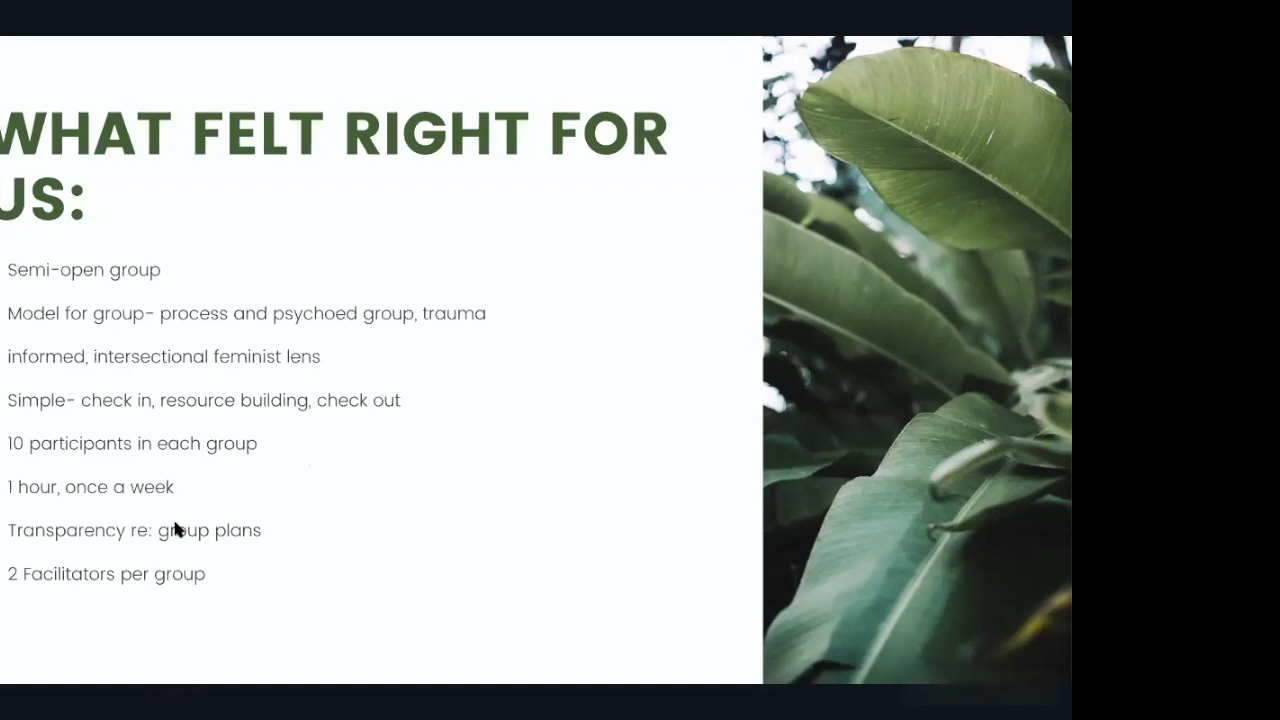 WHAT FELT RIGHT FOR
US:
Semi-open group
Model for group- process and psychoed group, trauma
informed, intersectional feminist lens
Simple- check in, resource building, check out
10 participants in each group
1 hour, once a week
Transparency re: group plans
2 Facilitators per group